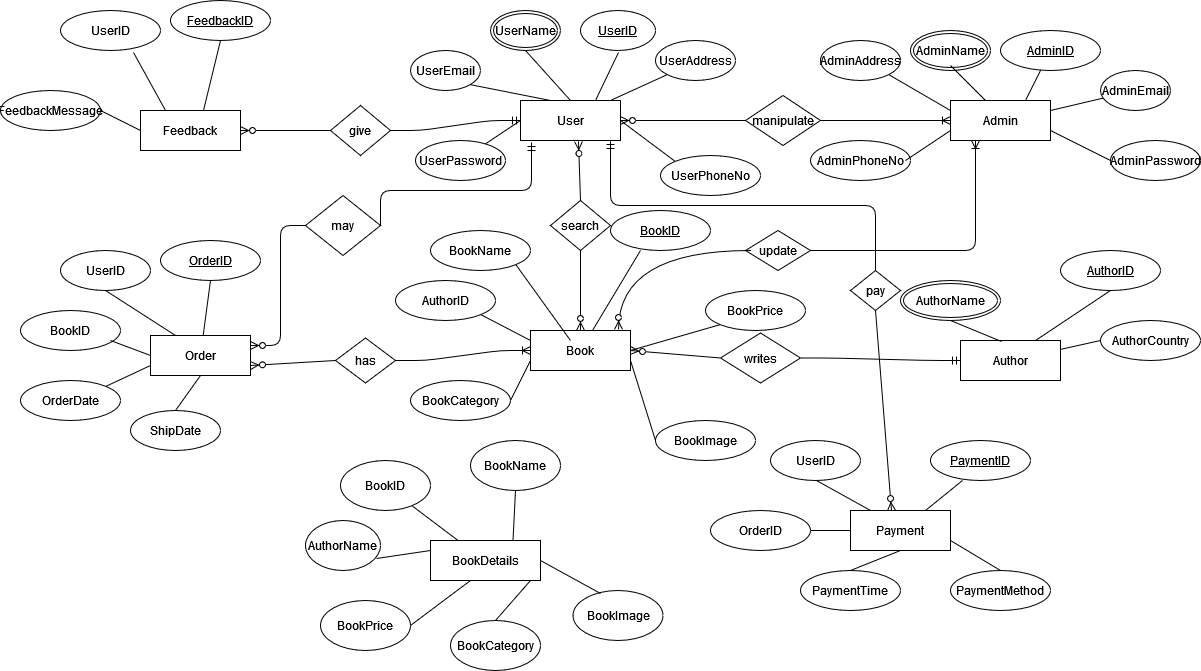 FeedbackID
UserID
UserName
UserID
AdminName
AdminID
UserEmail
UserAddress
AdminAddress
AdminEmail
FeedbackMessage
Feedback
give
User
manipulate
Admin
UserPassword
UserPhoneNo
AdminPhoneNo
AdminPassword
may
search
BookID
BookName
update
UserID
OrderID
AuthorID
AuthorID
BookPrice
pay
AuthorName
BookID
Order
has
Book
writes
Author
AuthorCountry
OrderDate
BookCategory
ShipDate
BookImage
BookName
UserID
PaymentID
BookID
OrderID
Payment
AuthorName
BookDetails
PaymentTime
PaymentMethod
BookPrice
BookCategory
BookImage